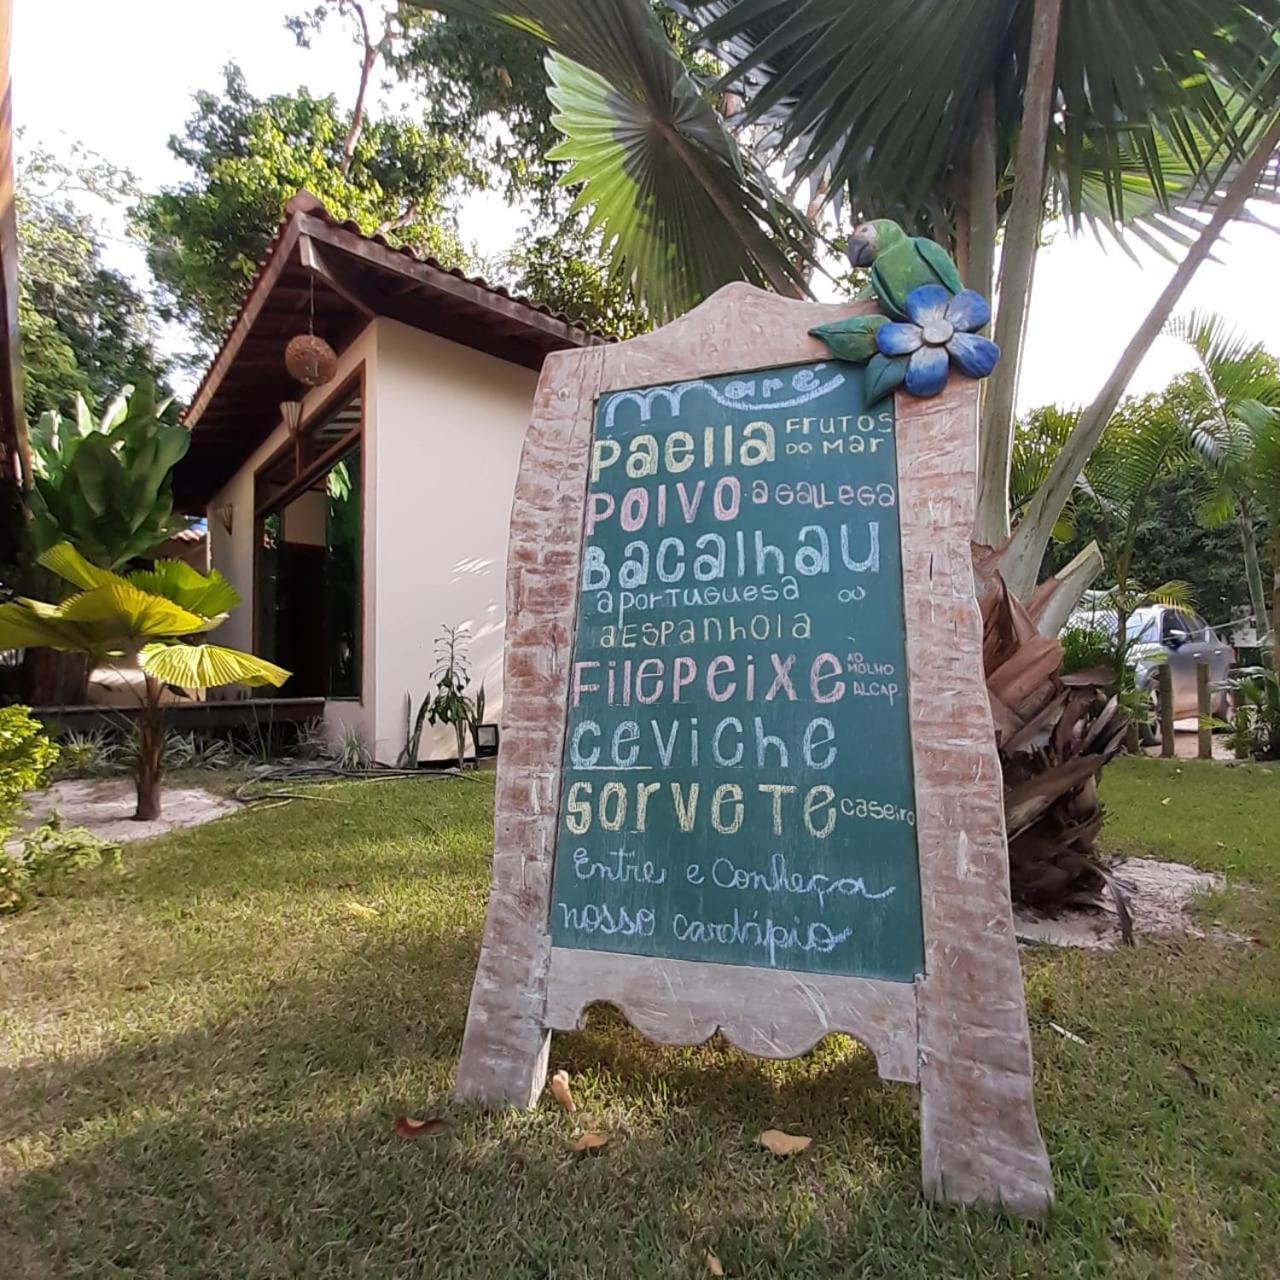 Maré
Paella FRUTOS
DO MAR
POLVO a GALLEGA
Bacalhau
a PORTUGUESA OU
a ESPANHOLA
FilePeixe AO
MOLHO
ALCAP.
ceviche
SORVETE caseiro
Entre e Conheça
nosso cardápio